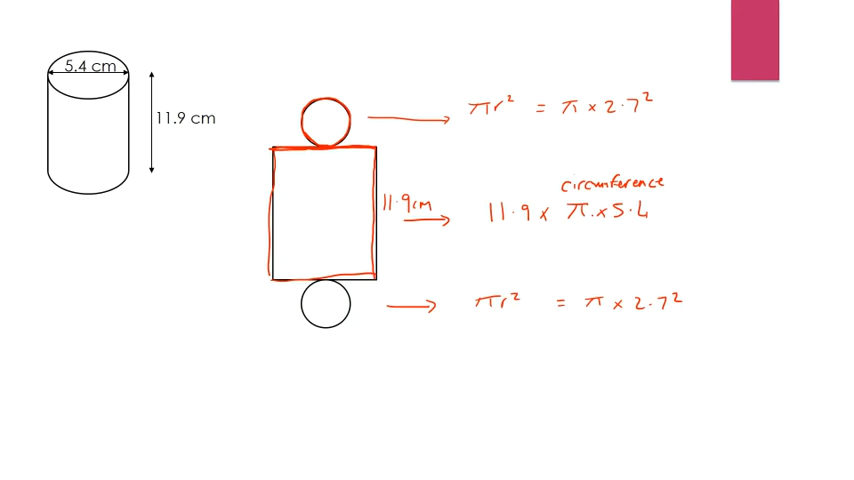 5.4 cm
11.9 cm
πr² = π × 2.7²
circumference
11.9cm
11.9 × π × 5.4
πr² = π × 2.7²